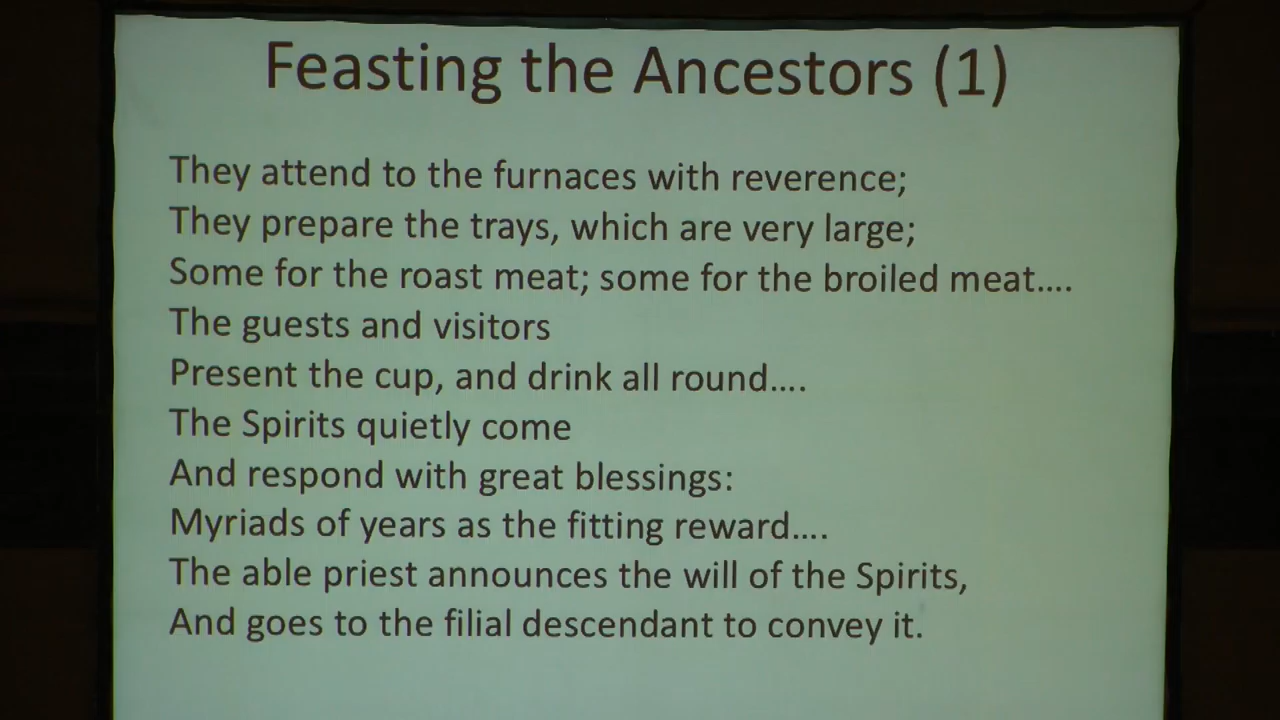 Feasting the Ancestors (1)
They attend to the furnaces with reverence;
They prepare the trays, which are very large;
Some for the roast meat; some for the broiled meat....
The guests and visitors
Present the cup, and drink all round....
The Spirits quietly come
And respond with great blessings:
Myriads of years as the fitting reward....
The able priest announces the will of the Spirits,
And goes to the filial descendant to convey it.